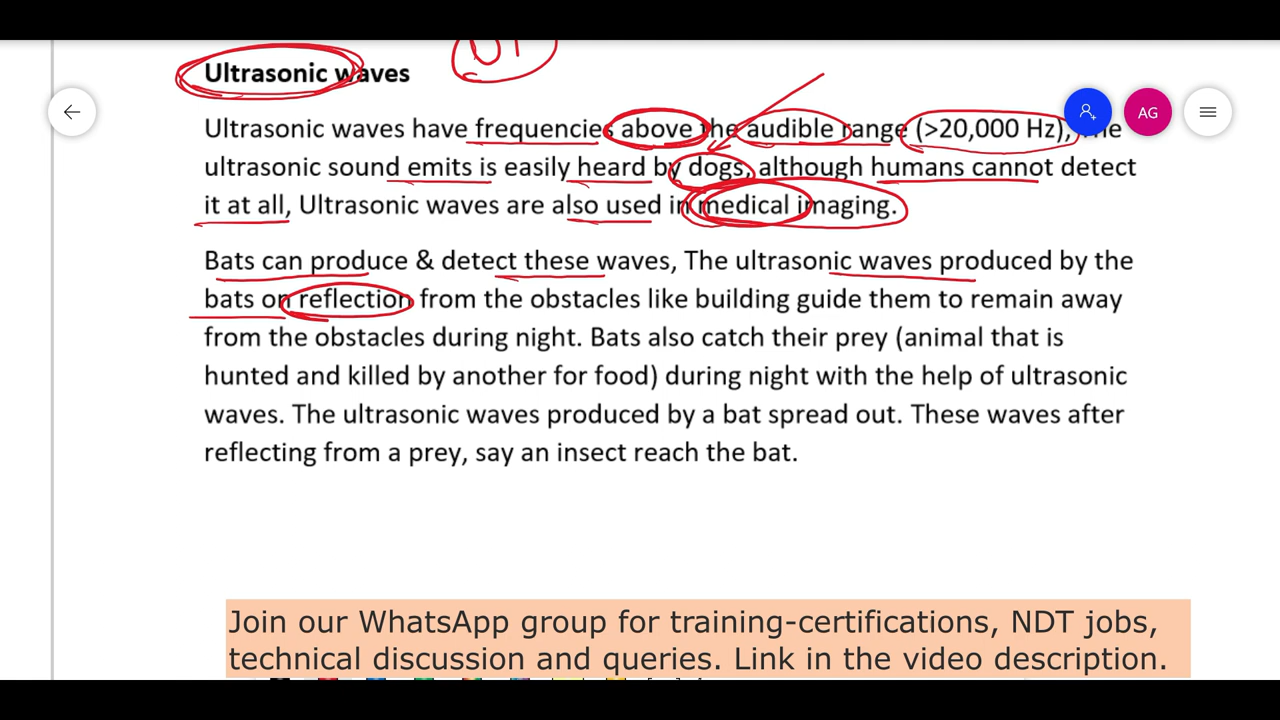 UT
Ultrasonic waves
AG
Ultrasonic waves have frequencies above the audible range (>20,000 Hz), The
ultrasonic sound emits is easily heard by dogs, although humans cannot detect
it at all, Ultrasonic waves are also used in medical imaging.
Bats can produce & detect these waves, The ultrasonic waves produced by the
bats on reflection from the obstacles like building guide them to remain away
from the obstacles during night. Bats also catch their prey (animal that is
hunted and killed by another for food) during night with the help of ultrasonic
waves. The ultrasonic waves produced by a bat spread out. These waves after
reflecting from a prey, say an insect reach the bat.
Join our WhatsApp group for training-certifications, NDT jobs,
technical discussion and queries. Link in the video description.